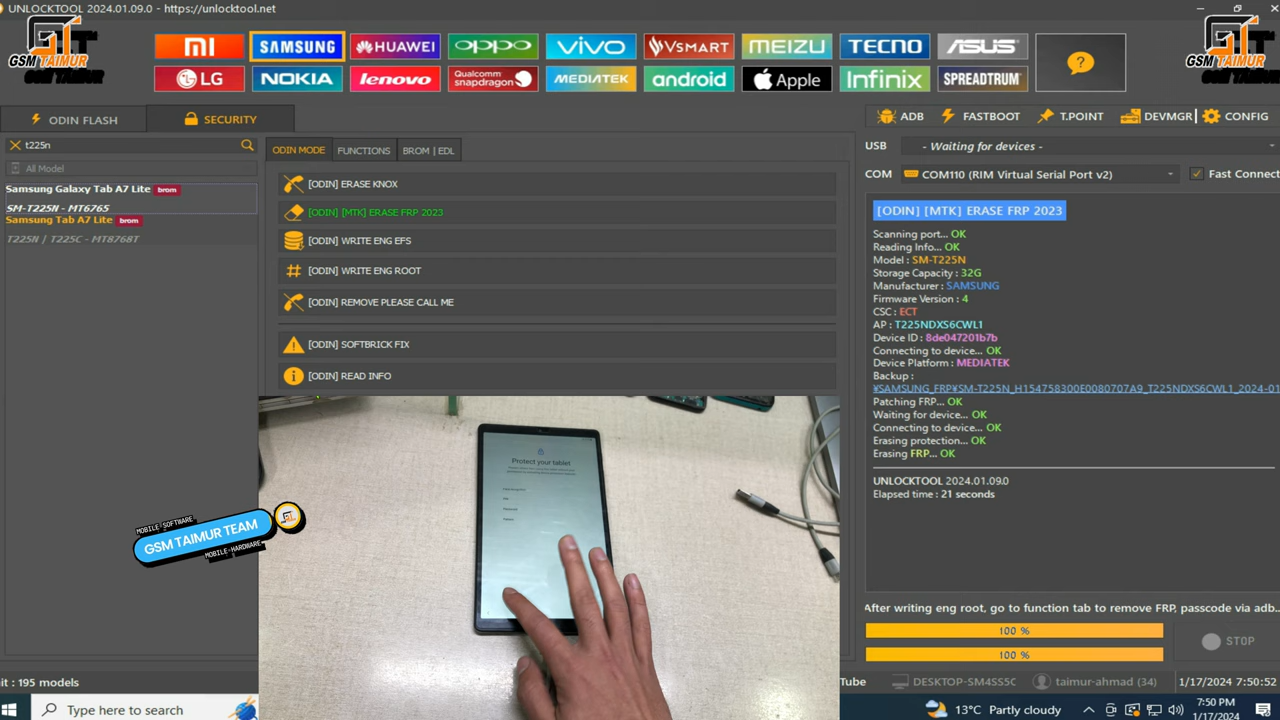 UNLOCKTOOL 2024.01.09.0 - https://unlocktool.net
GSM TAIMUR
GSM TAIMUR
GSM TAIMUR
GSM TAIMUR
MI
SAMSUNG
HUAWEI
OPPO
VIVO
VSMART
MEIZU
TECNO
ASUS
LG
NOKIA
lenovo
Qualcomm
snapdragon
MEDIATEK
android
Apple
Infinix
SPREADTRUM
?
ODIN FLASH
SECURITY
ADB
FASTBOOT
T.POINT
DEVMGR
CONFIG
t225n
All Model
Samsung Galaxy Tab A7 Lite brom
SM-T225N - MT6765
Samsung Tab A7 Lite brom
T225N / T225C - MT8768T
ODIN MODE
FUNCTIONS
BROM | EDL
[ODIN] ERASE KNOX
[ODIN] [MTK] ERASE FRP 2023
[ODIN] WRITE ENG EFS
[ODIN] WRITE ENG ROOT
[ODIN] REMOVE PLEASE CALL ME
[ODIN] SOFTBRICK FIX
[ODIN] READ INFO
USB - Waiting for devices -
COM COM110 (RIM Virtual Serial Port v2) Fast Connect
[ODIN] [MTK] ERASE FRP 2023
Scanning port... OK
Reading Info... OK
Model : SM-T225N
Storage Capacity : 32G
Manufacturer : SAMSUNG
Firmware Version : 4
CSC : ECT
AP : T225NDXS6CWL1
Device ID : 8de047201b7b
Connecting to device... OK
Device Platform : MEDIATEK
Backup :
¥SAMSUNG_FRP¥SM-T225N_H154758300E0080707A9_T225NDXS6CWL1_2024-01
Patching FRP... OK
Waiting for device... OK
Connecting to device... OK
Erasing protection... OK
Erasing FRP... OK
UNLOCKTOOL 2024.01.09.0
Elapsed time : 21 seconds
Protect your tablet
MOBILE SOFTWARE
GSM TAIMUR TEAM
MOBILE HARDWARE
After writing eng root, go to function tab to remove FRP, passcode via adb...
100 %
100 %
STOP
it : 195 models
Tube
DESKTOP-SM4SS5C
taimur-ahmad (34)
1/17/2024 7:50:52
Type here to search
13°C Partly cloudy
7:50 PM
1/17/2024